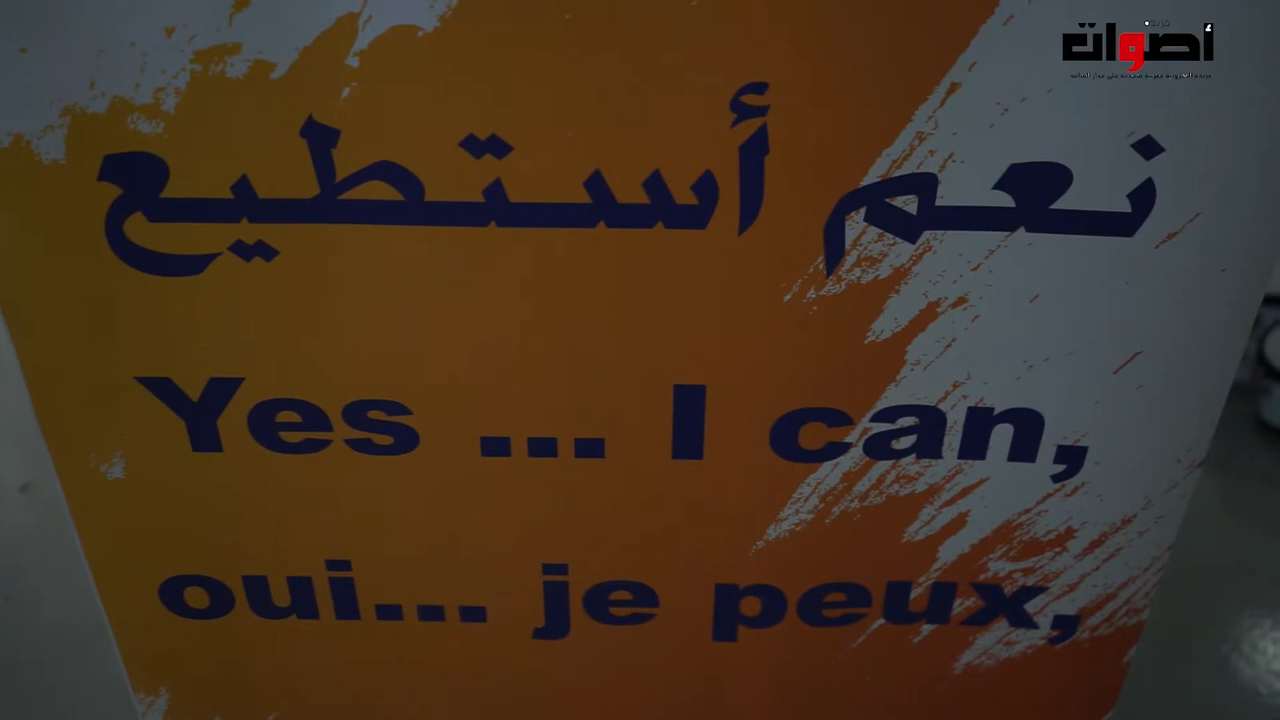 أصوات
نعم أستطيع
Yes ... I can,
oui... je peux,